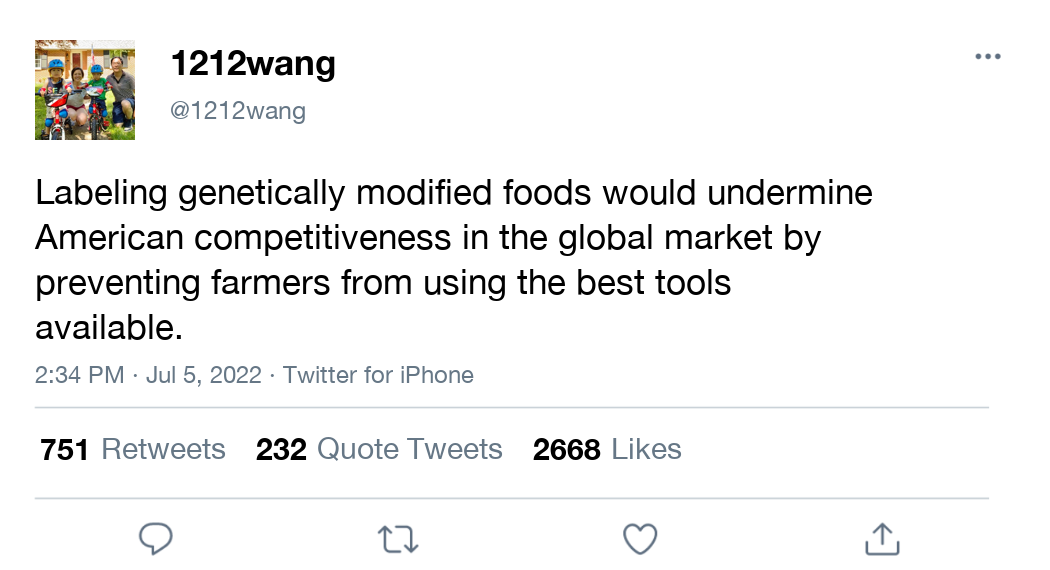 1212wang
@1212wang
Labeling genetically modified foods would undermine
American competitiveness in the global market by
preventing farmers from using the best tools
available.
2:34 PM · Jul 5, 2022 · Twitter for iPhone
751 Retweets 232 Quote Tweets 2668 Likes